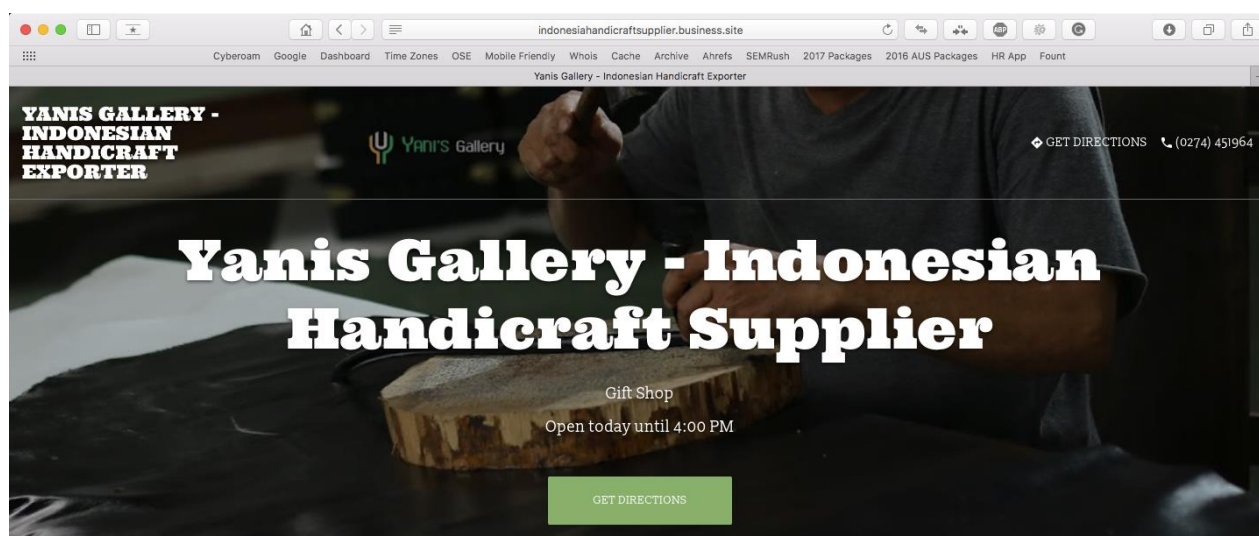 indonesiahandicraftsupplier.business.site
ABP
Cyberoam Google Dashboard Time Zones OSE Mobile Friendly Whois Cache Archive Ahrefs SEMRush 2017 Packages 2016 AUS Packages HR App Fount
Yanis Gallery - Indonesian Handicraft Exporter
YANIS GALLERY -
INDONESIAN
HANDICRAFT
EXPORTER
YANI'S Gallery
GET DIRECTIONS
(0274) 451964
Yanis Gallery - Indonesian
Handicraft Supplier
Gift Shop
Open today until 4:00 PM
GET DIRECTIONS